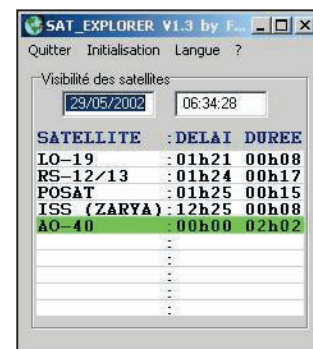 SAT_EXPLORER V1.3 by F...
Quitter Initialisation Langue ?
Visibilité des satellites
29/05/2002 06:34:28
SATELLITE :DELAI DUREE
LO-19 :01h21 00h08
RS-12/13 :01h24 00h17
POSAT :01h25 00h15
ISS (ZARYA):12h25 00h08
AO-40 :00h00 02h02
:
:
:
:
: